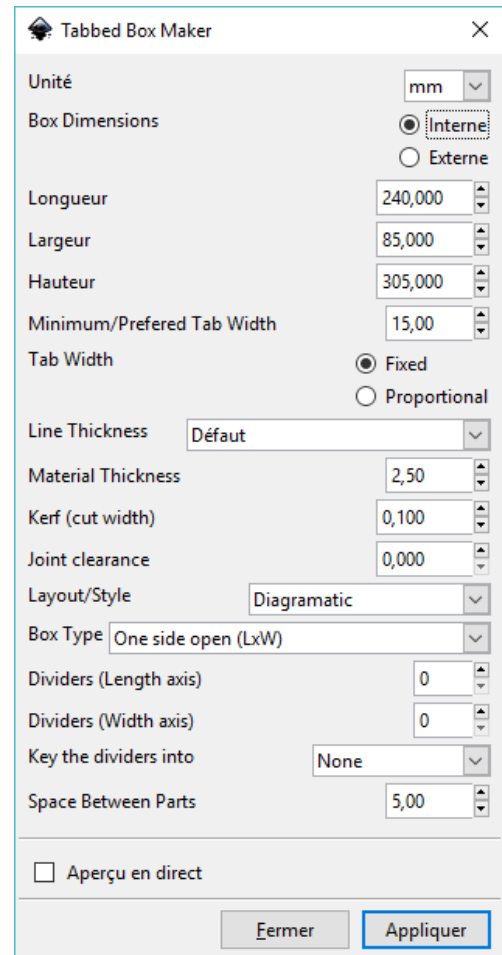 Tabbed Box Maker
Unité mm
Box Dimensions Interne
Externe
Longueur 240,000
Largeur 85,000
Hauteur 305,000
Minimum/Prefered Tab Width 15,00
Tab Width Fixed
Proportional
Line Thickness Défaut
Material Thickness 2,50
Kerf (cut width) 0,100
Joint clearance 0,000
Layout/Style Diagramatic
Box Type One side open (LxW)
Dividers (Length axis) 0
Dividers (Width axis) 0
Key the dividers into None
Space Between Parts 5,00
Aperçu en direct
Fermer Appliquer